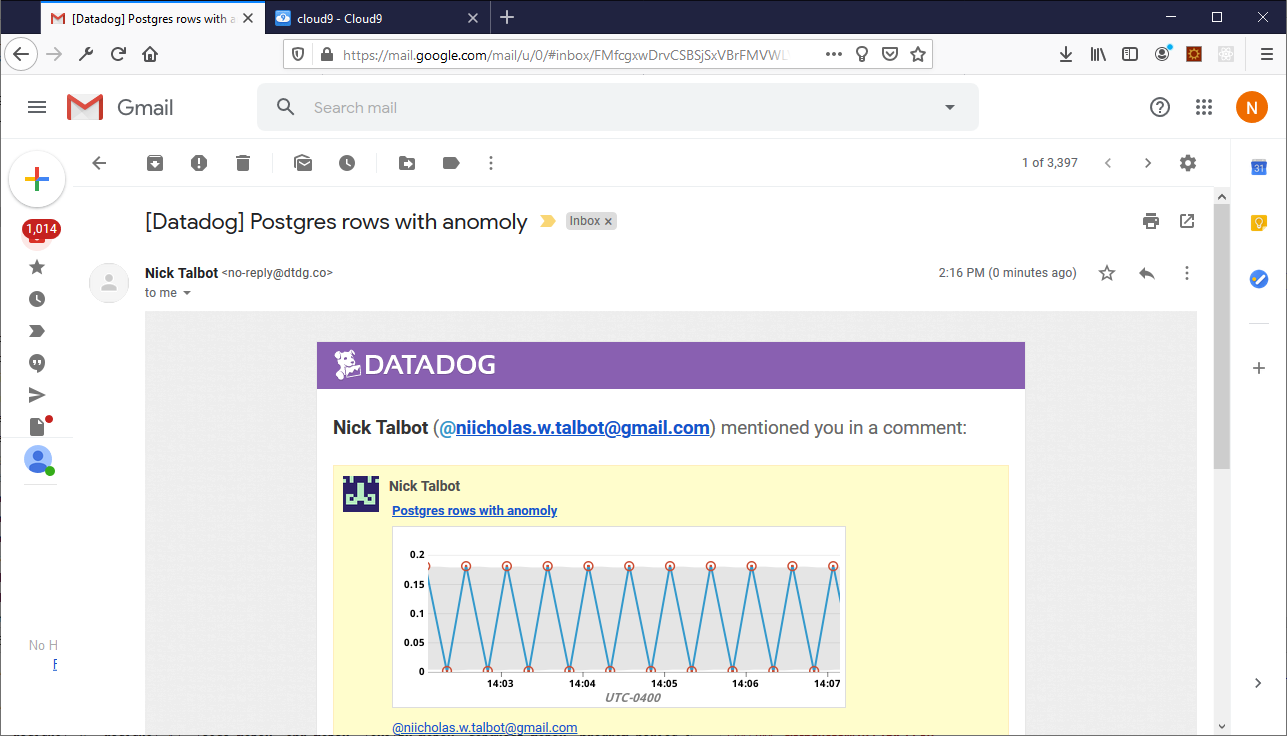 [Datadog] Postgres rows with a
cloud9 - Cloud9
https://mail.google.com/mail/u/0/#inbox/FMfcgxwDrvCSBSjSxVBrFMVWL
Gmail
Search mail
N
1 of 3,397
31
1,014
[Datadog] Postgres rows with anomoly
Inbox x
Nick Talbot <no-reply@dtdg.co>
2:16 PM (0 minutes ago)
to me
DATADOG
Nick Talbot (@niicholas.w.talbot@gmail.com) mentioned you in a comment:
Nick Talbot
Postgres rows with anomoly
0.2
0.15
0.1
0.05
0
14:03 14:04 14:05 14:06 14:07
UTC-0400
@niicholas.w.talbot@gmail.com
No H